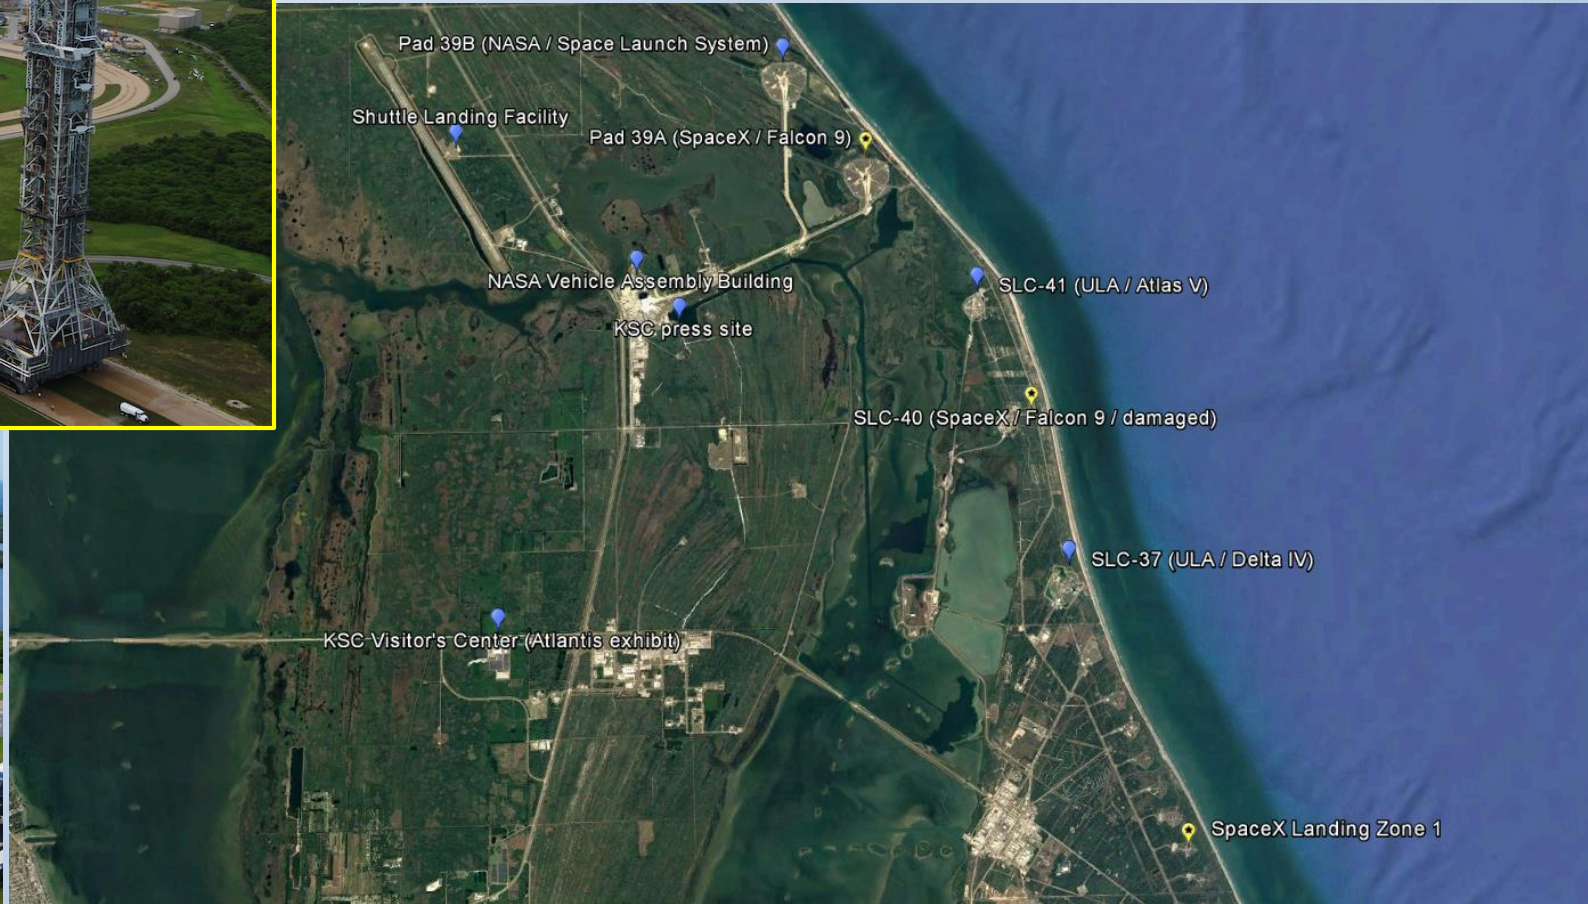 Pad 39B (NASA / Space Launch System)
Shuttle Landing Facility
Pad 39A (SpaceX / Falcon 9)
NASA Vehicle Assembly Building
SLC-41 (ULA / Atlas V)
KSC press site
SLC-40 (SpaceX / Falcon 9 / damaged)
SLC-37 (ULA / Delta IV)
KSC Visitor's Center (Atlantis exhibit)
SpaceX Landing Zone 1